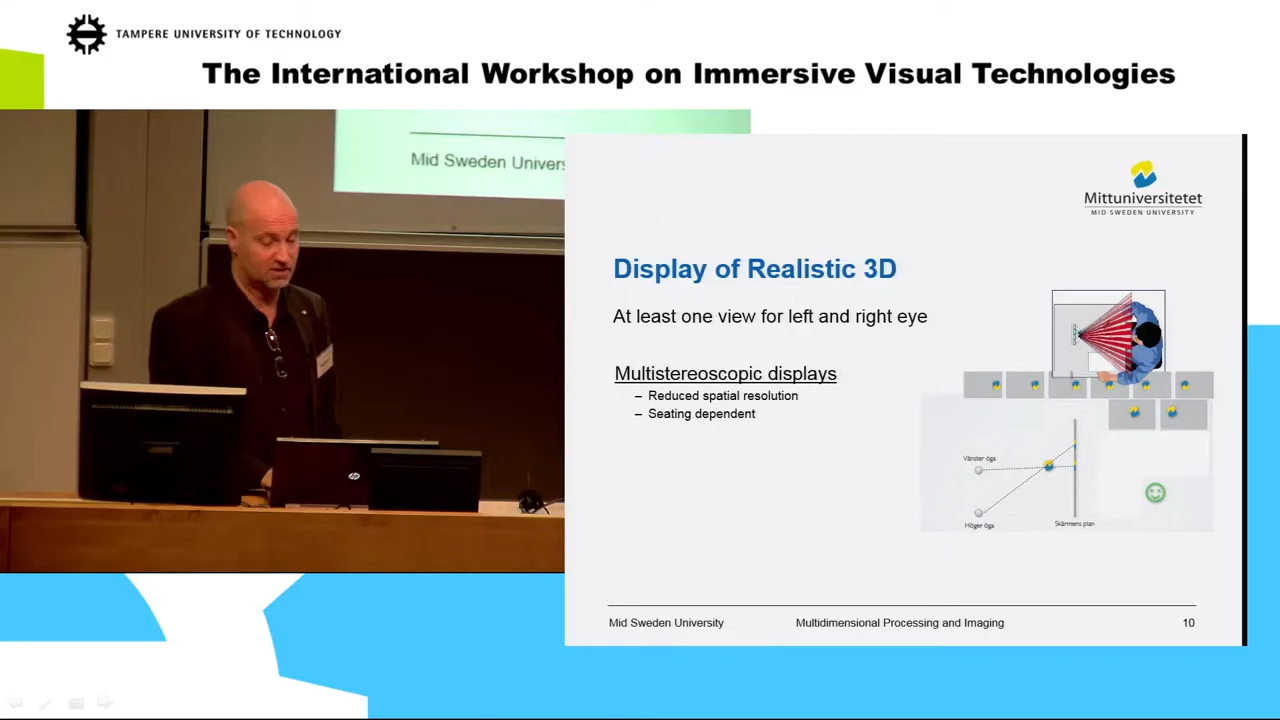 TAMPERE UNIVERSITY OF TECHNOLOGY
The International Workshop on Immersive Visual Technologies
Mid Sweden Univers
Mittuniversitetet
MID SWEDEN UNIVERSITY
Display of Realistic 3D
At least one view for left and right eye
Multistereoscopic displays
– Reduced spatial resolution
– Seating dependent
Vänster öga
Höger öga
Skärmens plan
hp
Mid Sweden University
Multidimensional Processing and Imaging
10